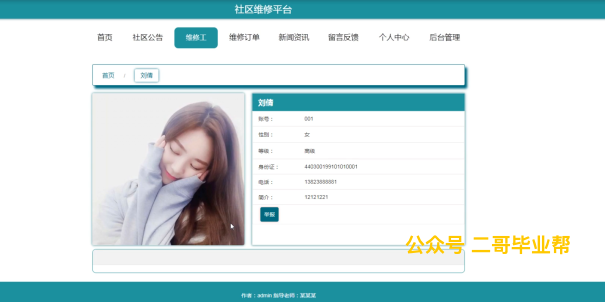 社区维修平台
首页 社区公告 维修工 维修订单 新闻资讯 留言反馈 个人中心 后台管理
首页 / 刘倩
刘倩
账号： 001
性别： 女
等级： 高级
身份证： 440300199101010001
电话： 13823888881
简介： 12121221
举报
公众号 二哥毕业帮
作者：admin 指导老师：某某某